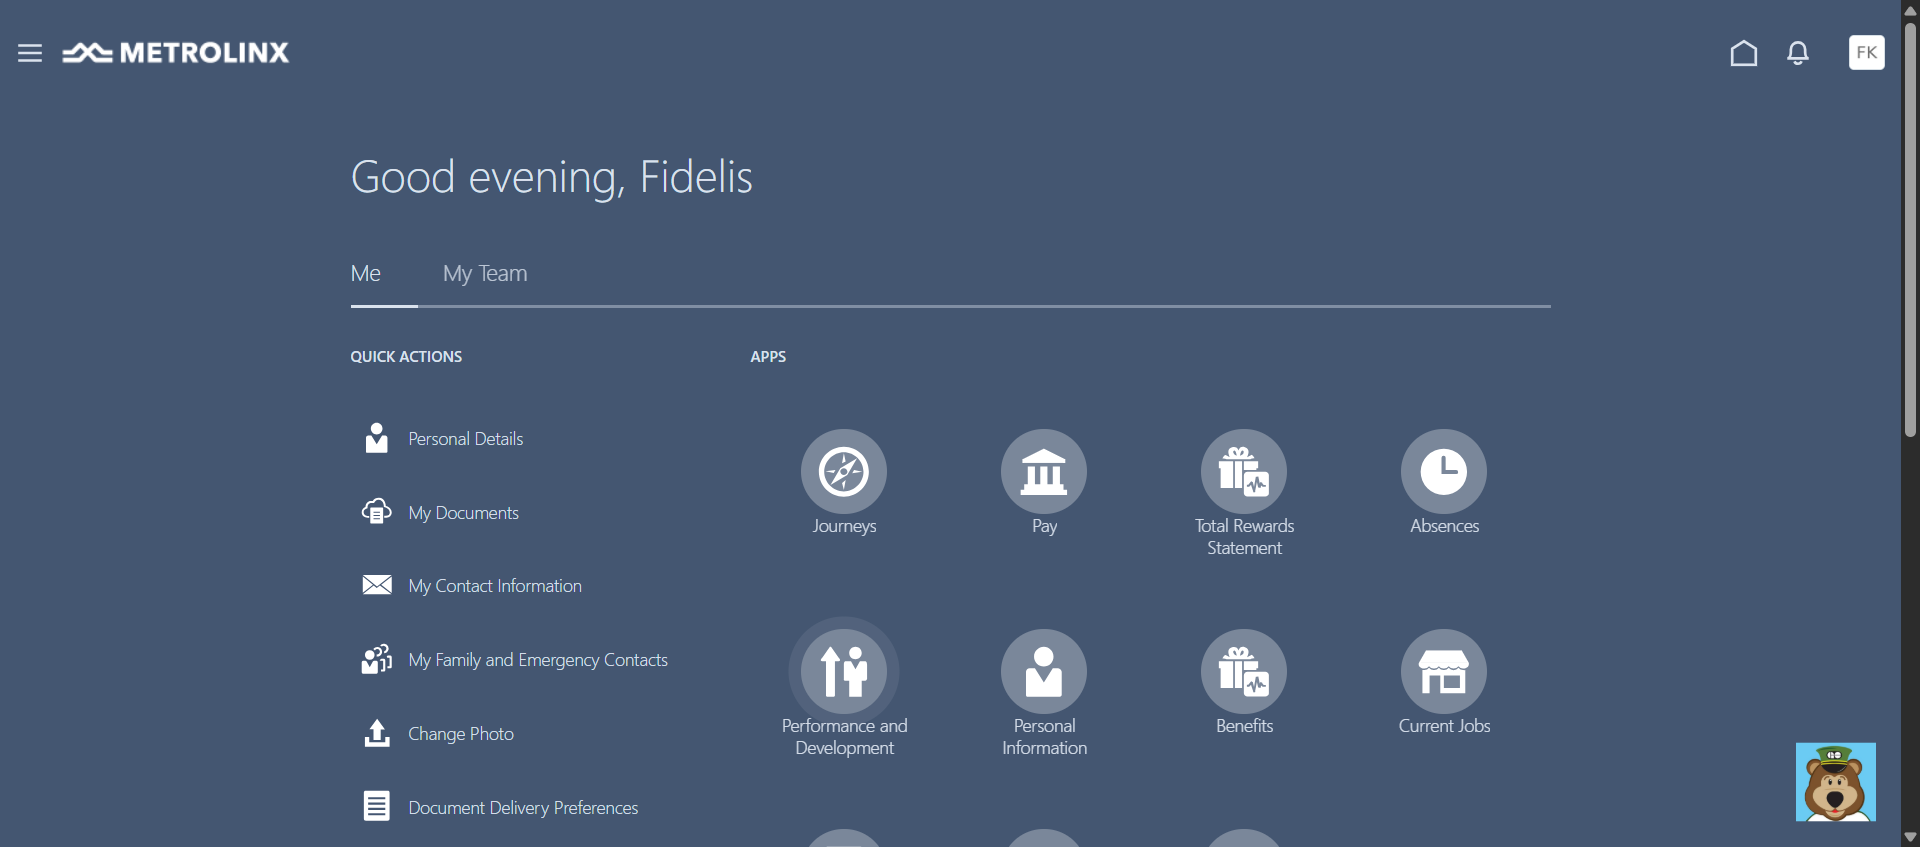 METROLINX
FK
Good evening, Fidelis
Me
My Team
QUICK ACTIONS
APPS
Personal Details
My Documents
My Contact Information
My Family and Emergency Contacts
Change Photo
Document Delivery Preferences
Journeys
Pay
Total Rewards
Statement
Absences
Performance and
Development
Personal
Information
Benefits
Current Jobs